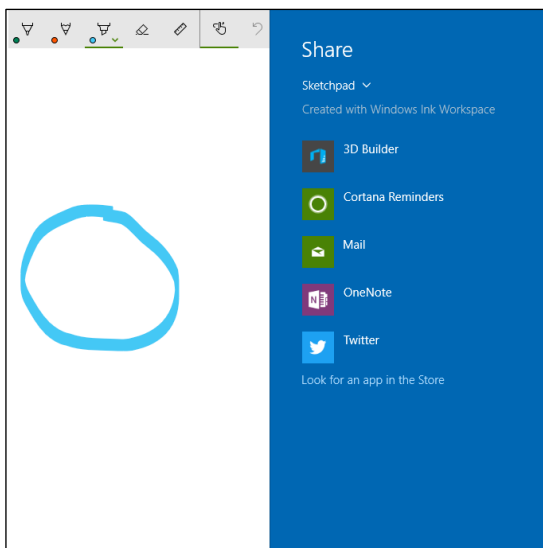 Share
Sketchpad
Created with Windows Ink Workspace
3D Builder
Cortana Reminders
Mail
OneNote
Twitter
Look for an app in the Store